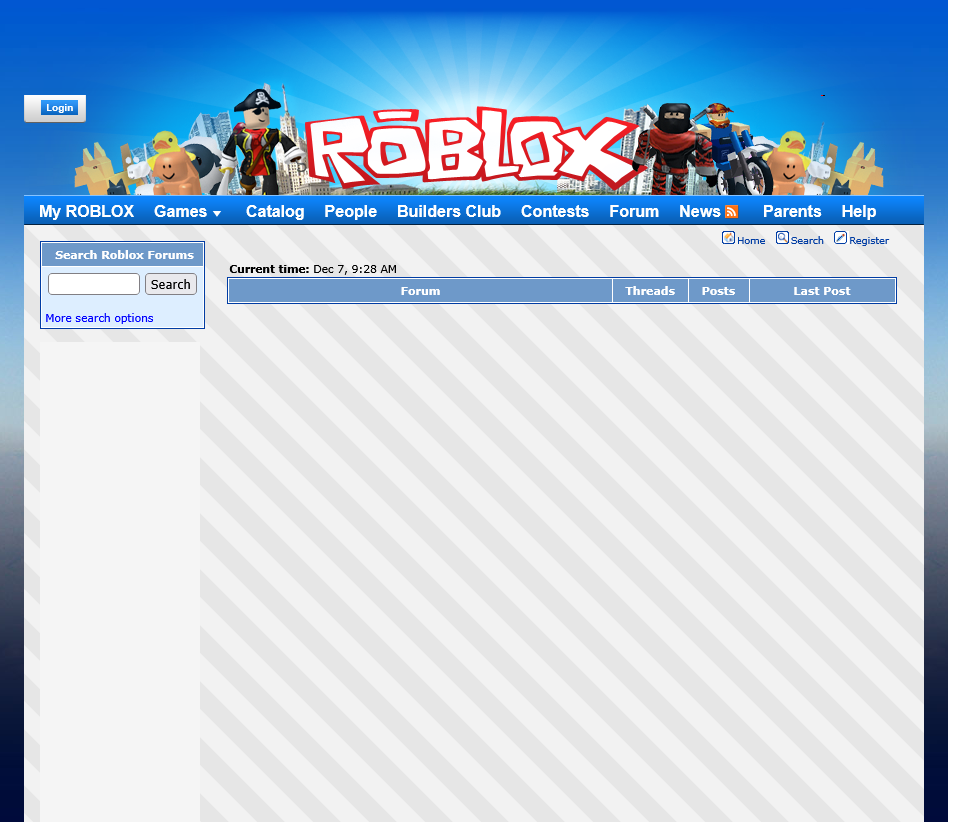 Login
RŌBLOX
My ROBLOX Games Catalog People Builders Club Contests Forum News Parents Help
Home Search Register
Search Roblox Forums
Search
More search options
Current time: Dec 7, 9:28 AM
Forum Threads Posts Last Post